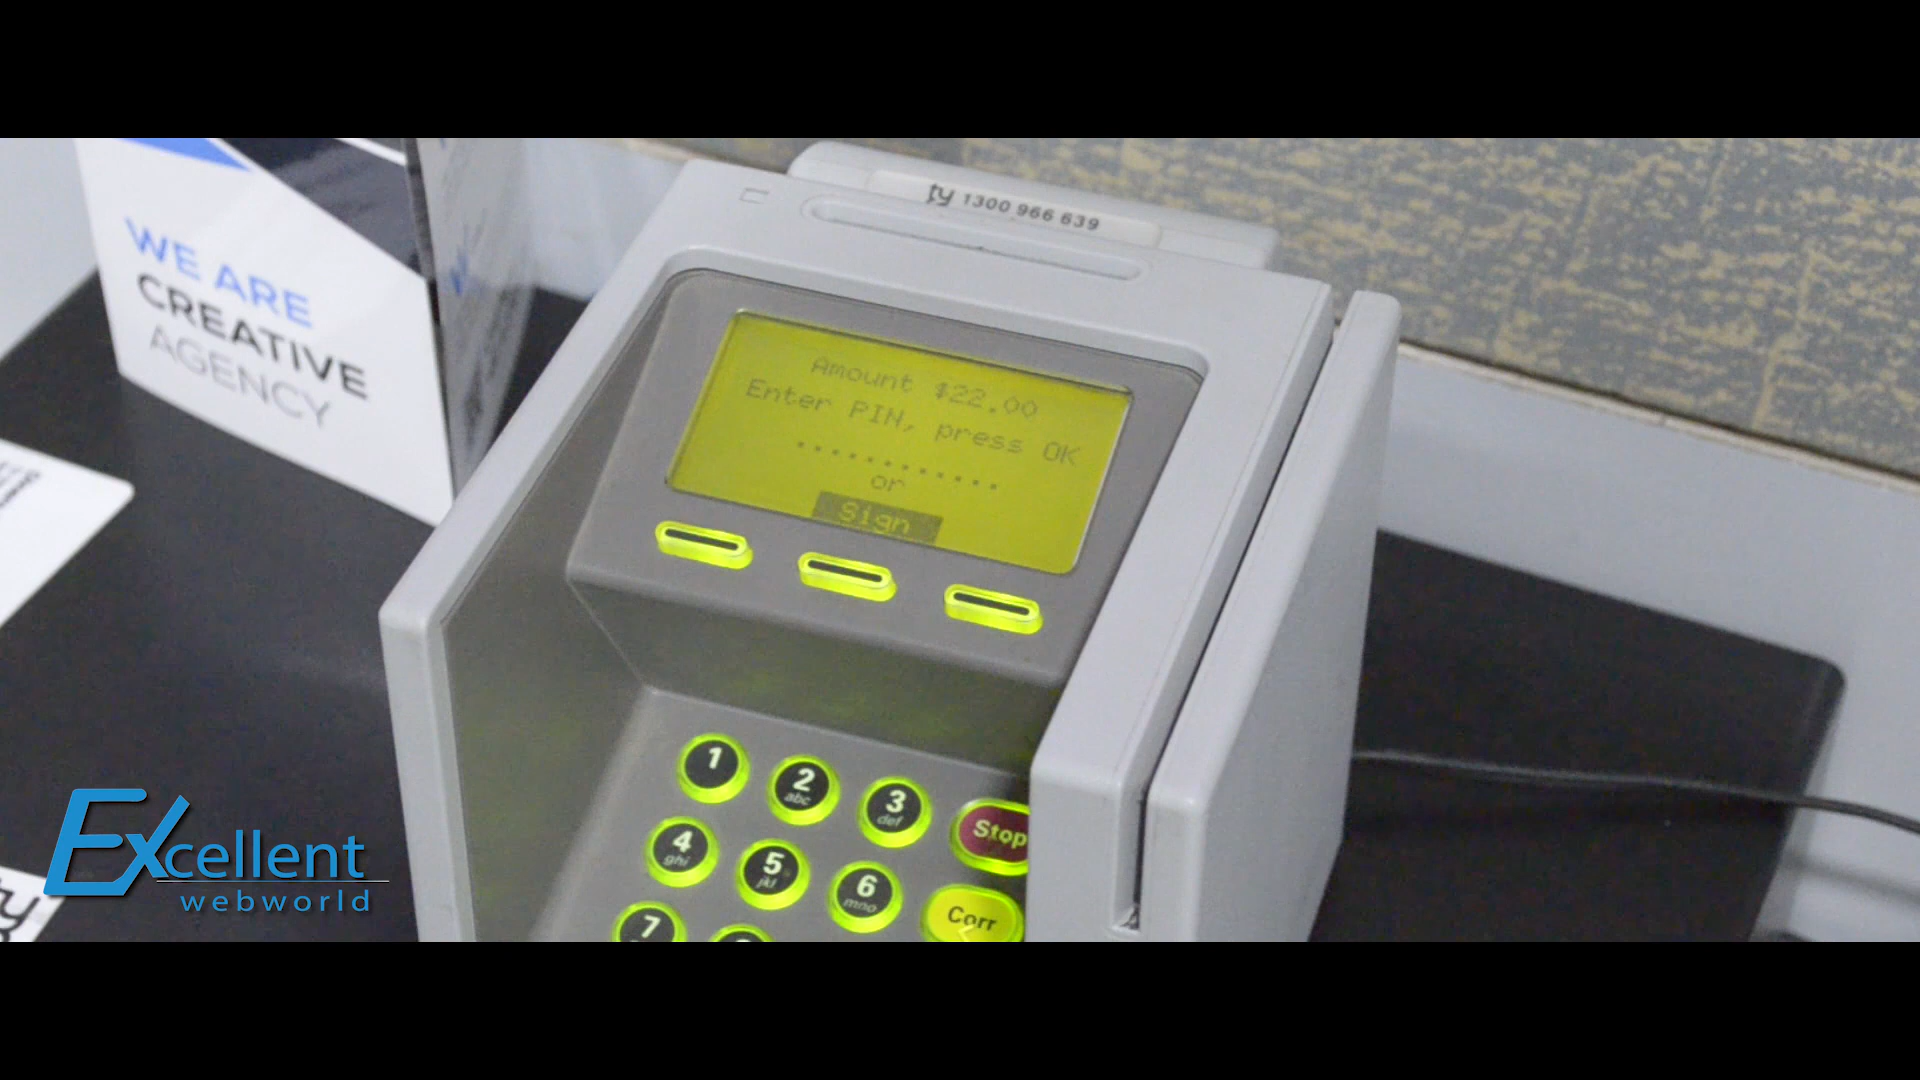 ty 1300 966 639
WE ARE
CREATIVE
AGENCY
Amount $22.00
Enter PIN, press OK
............
or
Sign
1
2
abc
3
def
Stop
4
ghi
5
jkl
6
mno
Corr
<
7
Excellent
webworld